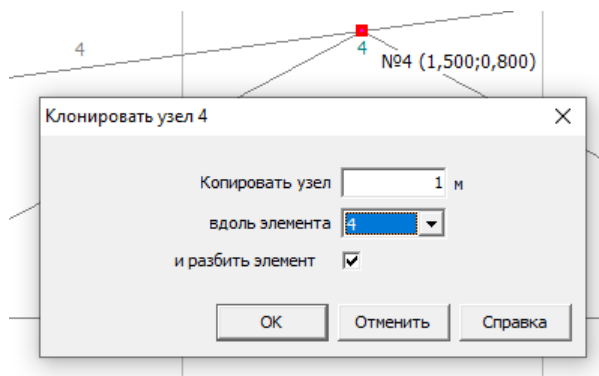 4
4
№4 (1,500;0,800)
Клонировать узел 4
Копировать узел 1 м
вдоль элемента 4
и разбить элемент
ОК Отменить Справка